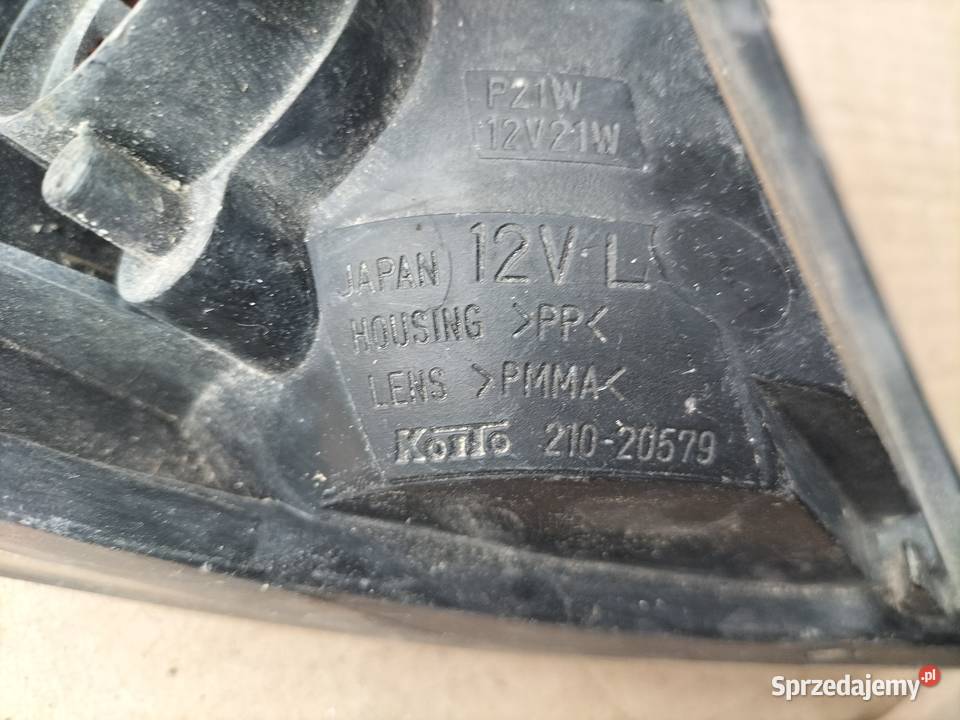 P21W
12V21W
JAPAN 12V L
HOUSING >PP<
LENS >PMMA<
KOITO 210-20579
Sprzedajemy.pl